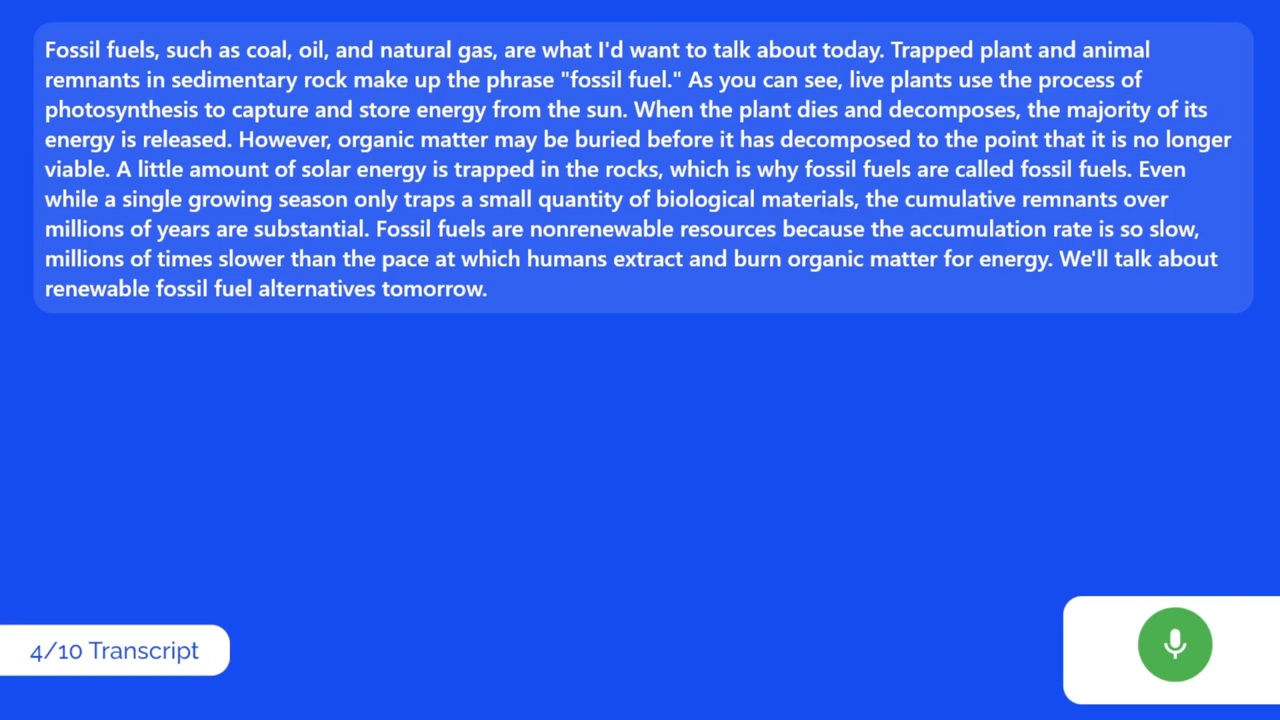 Fossil fuels, such as coal, oil, and natural gas, are what I'd want to talk about today. Trapped plant and animal
remnants in sedimentary rock make up the phrase "fossil fuel." As you can see, live plants use the process of
photosynthesis to capture and store energy from the sun. When the plant dies and decomposes, the majority of its
energy is released. However, organic matter may be buried before it has decomposed to the point that it is no longer
viable. A little amount of solar energy is trapped in the rocks, which is why fossil fuels are called fossil fuels. Even
while a single growing season only traps a small quantity of biological materials, the cumulative remnants over
millions of years are substantial. Fossil fuels are nonrenewable resources because the accumulation rate is so slow,
millions of times slower than the pace at which humans extract and burn organic matter for energy. We'll talk about
renewable fossil fuel alternatives tomorrow.
4/10 Transcript